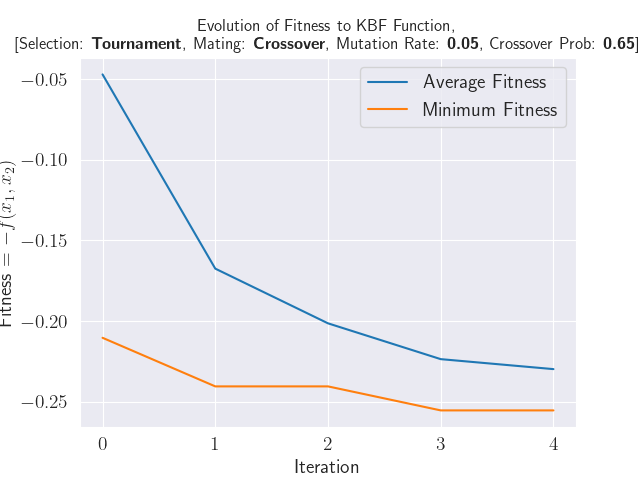 Evolution of Fitness to KBF Function,
[Selection: Tournament, Mating: Crossover, Mutation Rate: 0.05, Crossover Prob: 0.65]
Average Fitness
Minimum Fitness
−0.05
−0.10
−0.15
−0.20
−0.25
Fitness = −f(x₁, x₂)
0 1 2 3 4
Iteration